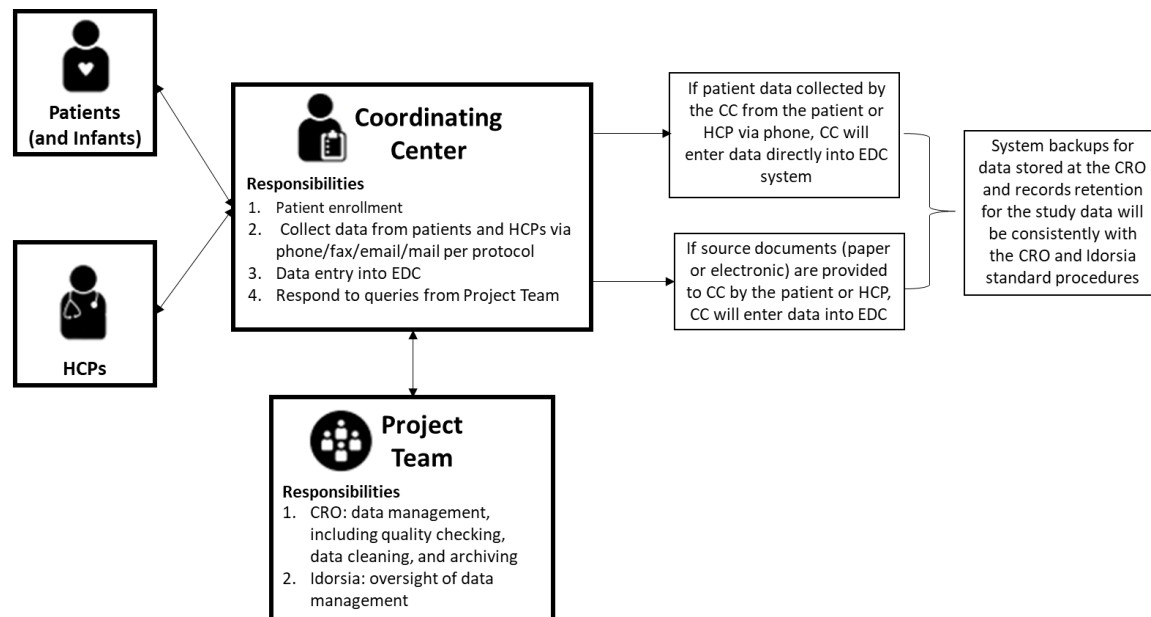 Patients
(and Infants)
HCPs
Coordinating
Center
Responsibilities
1. Patient enrollment
2. Collect data from patients and HCPs via
phone/fax/email/mail per protocol
3. Data entry into EDC
4. Respond to queries from Project Team
Project
Team
Responsibilities
1. CRO: data management,
including quality checking,
data cleaning, and archiving
2. Idorsia: oversight of data
management
If patient data collected by
the CC from the patient or
HCP via phone, CC will
enter data directly into EDC
system
If source documents (paper
or electronic) are provided
to CC by the patient or HCP,
CC will enter data into EDC
System backups for
data stored at the CRO
and records retention
for the study data will
be consistently with
the CRO and Idorsia
standard procedures